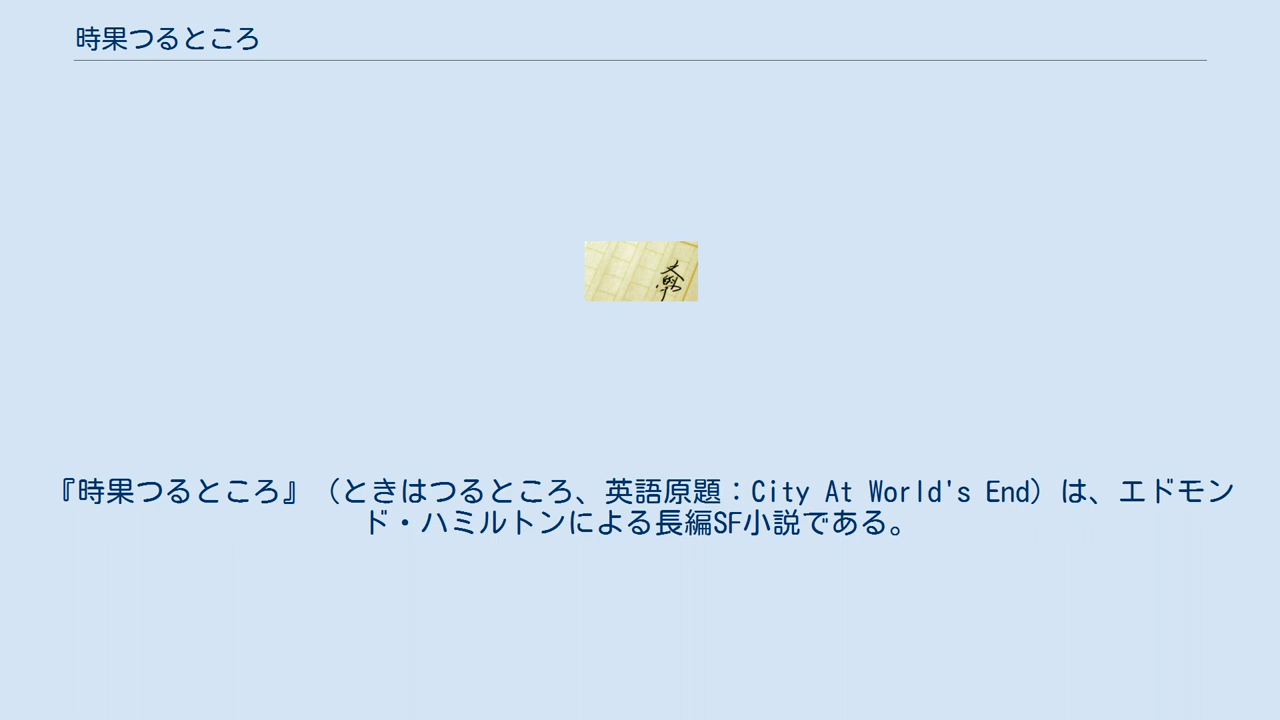 時果つるところ
『時果つるところ』（ときはつるところ、英語原題：City At World's End）は、エドモン
ド・ハミルトンによる長編SF小説である。